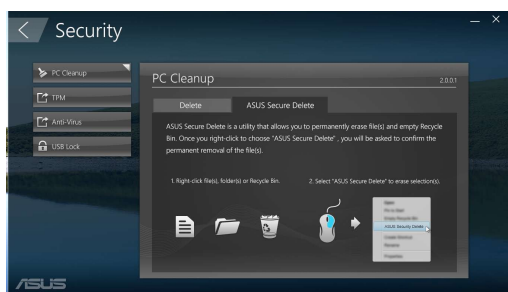 Security
PC Cleanup
TPM
Anti-Virus
USB Lock
PC Cleanup
2.0.0.1
Delete
ASUS Secure Delete
ASUS Secure Delete is a utility that allows you to permanently erase file(s) and empty Recycle
Bin. Once you right-click to choose "ASUS Secure Delete" , you will be asked to confirm the
permanent removal of the file(s).
1. Right-click file(s), folder(s) or Recycle Bin.
2. Select "ASUS Secure Delete" to erase selection(s).
ASUS Security Delete
ASUS